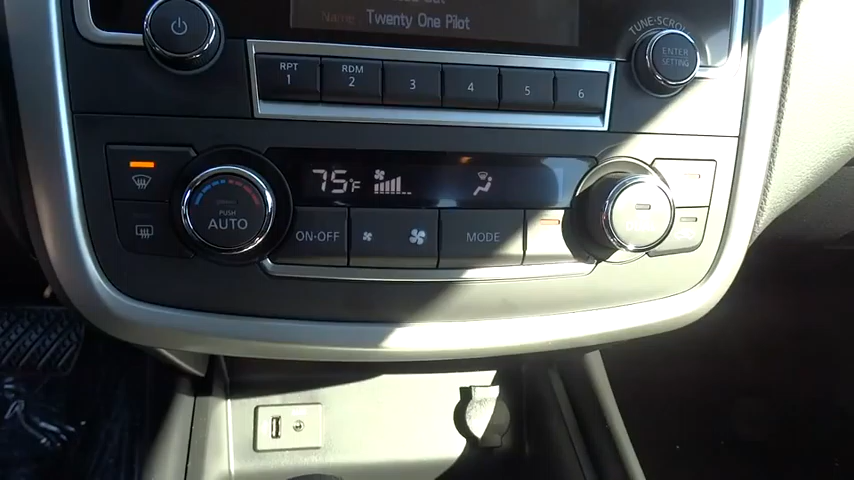 Name
Twenty One Pilot
TUNE·SCROLL
ENTER
SETTING
RPT
1
RDM
2
3
4
5
6
75°F
PUSH
AUTO
ON·OFF
MODE